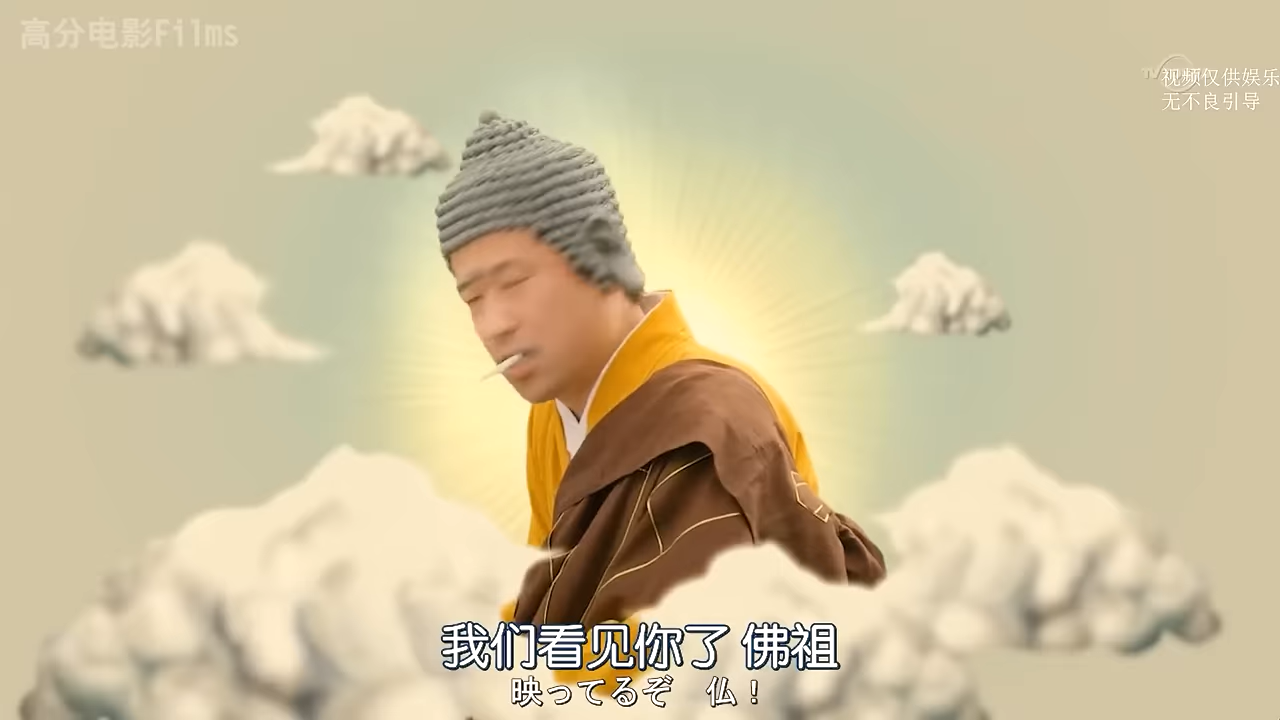 高分电影Films
视频仅供娱乐
无不良引导
我们看见你了 佛祖
映ってるぞ 仏！